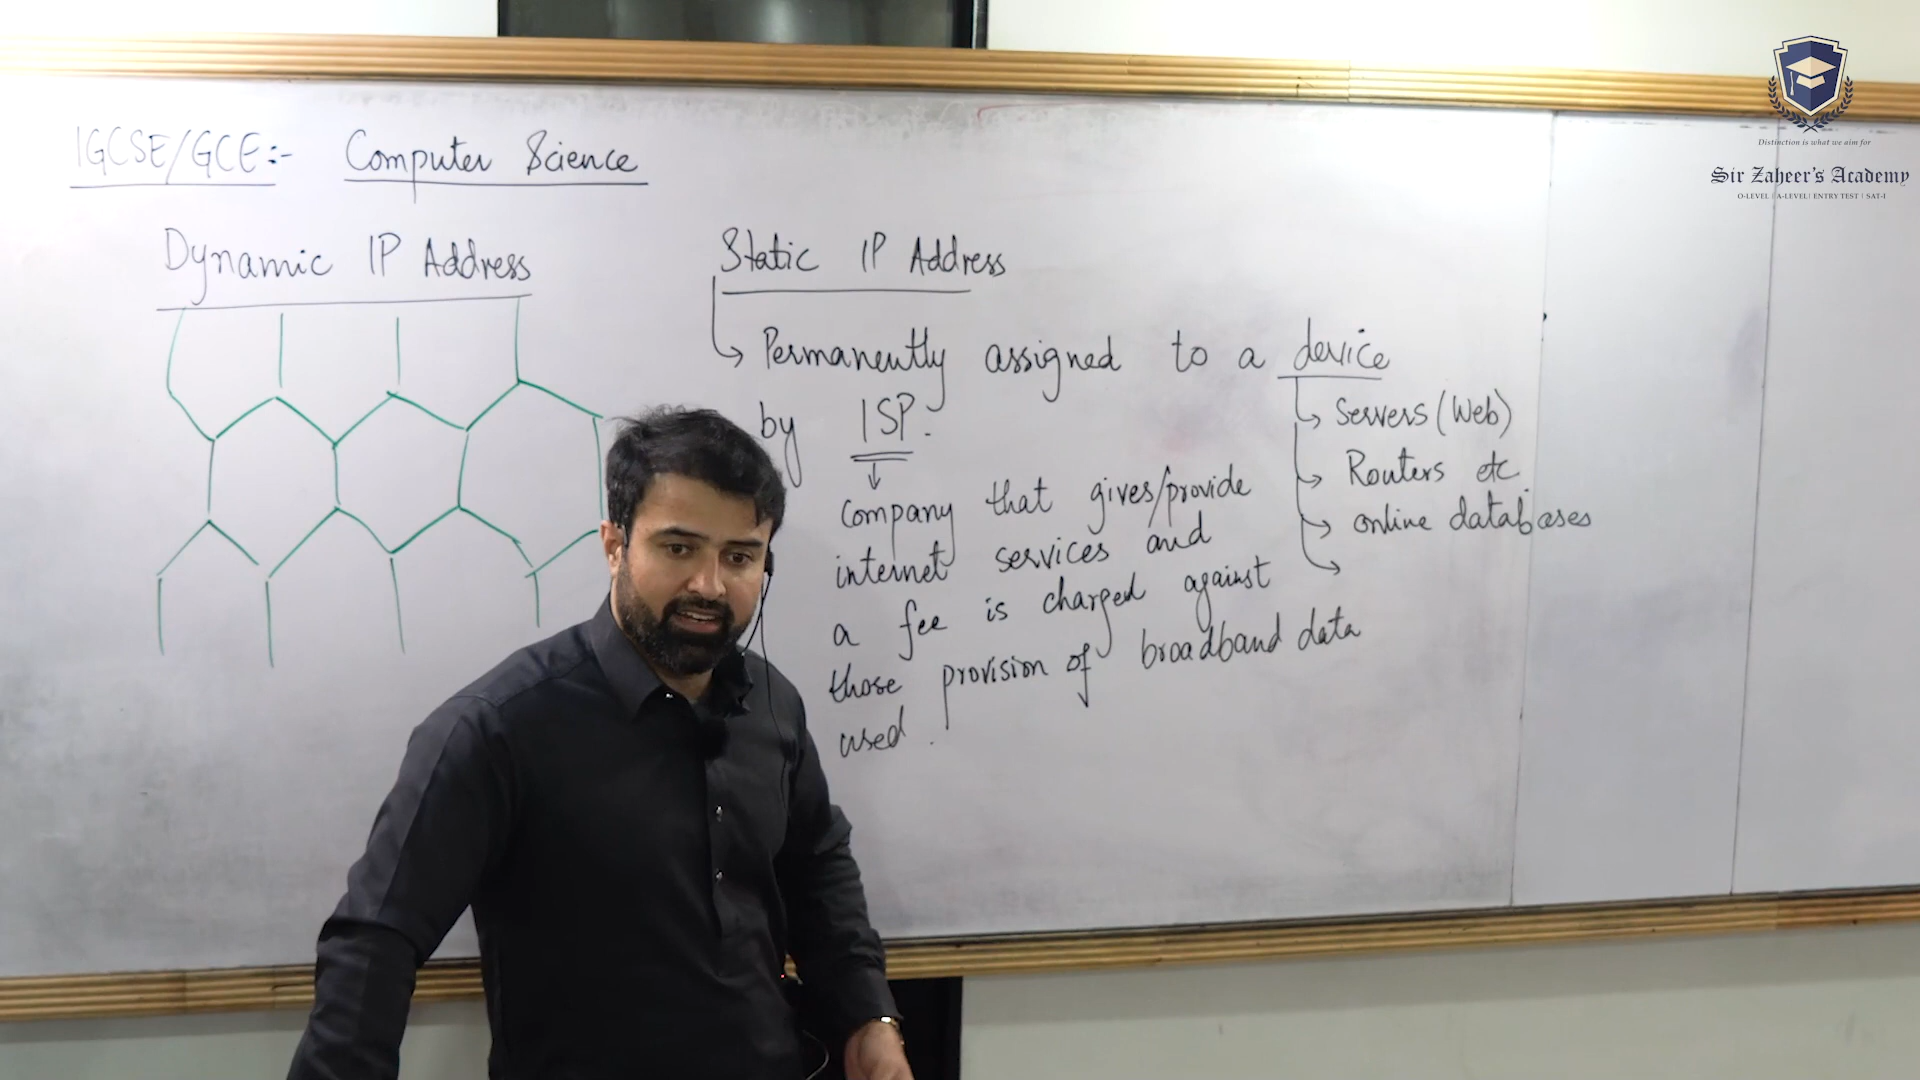 IGCSE/GCE:- Computer Science
Dynamic IP Address
Static IP Address
Permanently assigned to a device
by ISP.
Servers (Web)
Routers etc
online databases
company that gives/provide
internet services and
a fee is charged against
those provision of broadband data
used.
Distinction is what we aim for
Sir Zaheer's Academy
O-LEVEL | A-LEVEL | ENTRY TEST | SAT-I